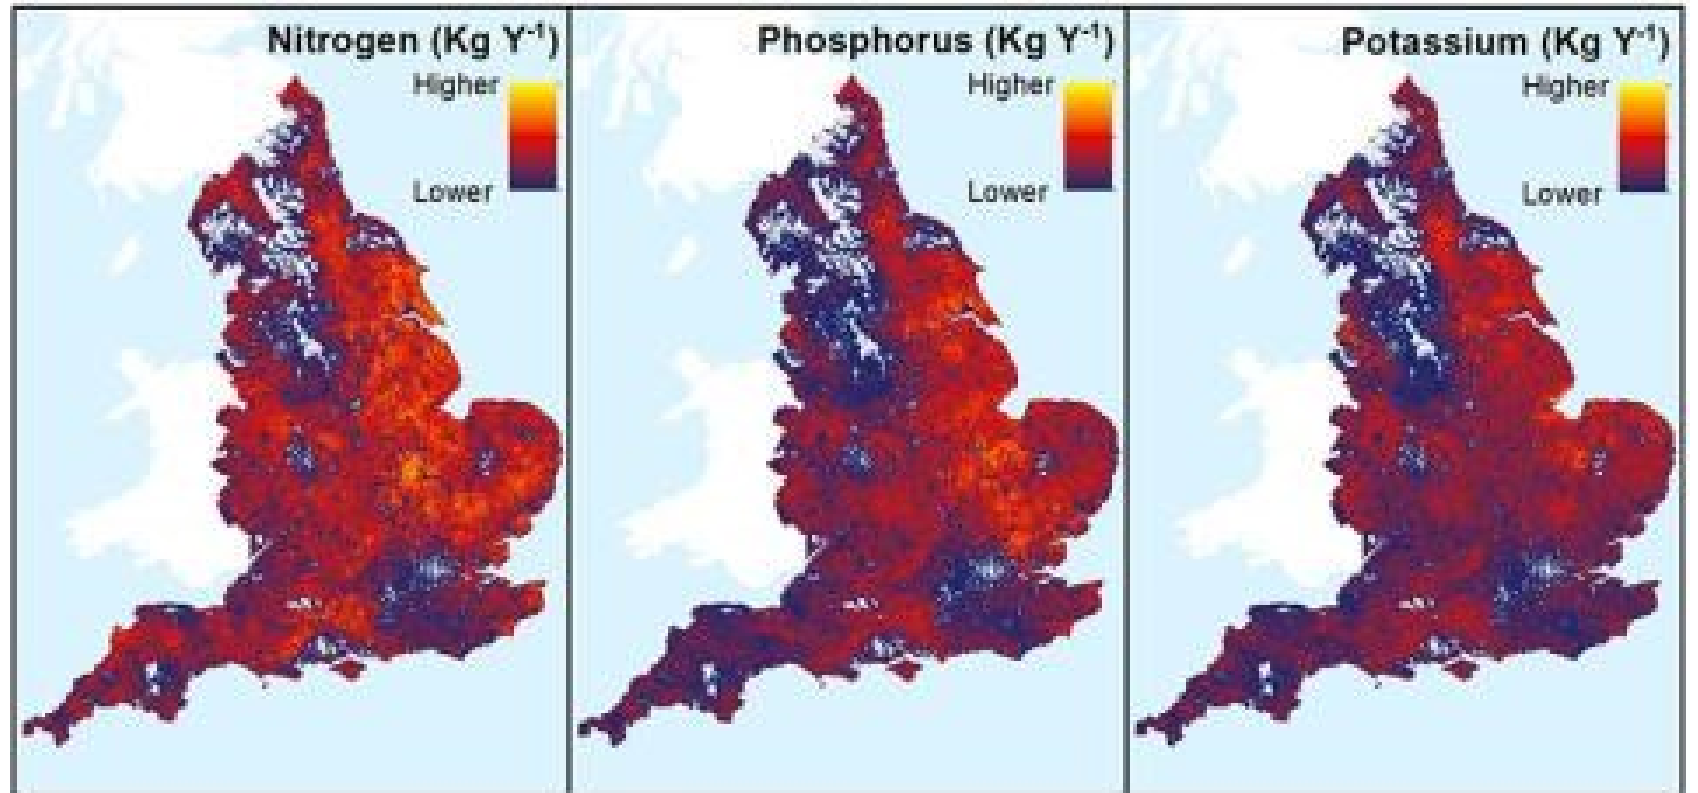 Nitrogen (Kg Y-1)
Higher
Lower
Phosphorus (Kg Y-1)
Higher
Lower
Potassium (Kg Y-1)
Higher
Lower